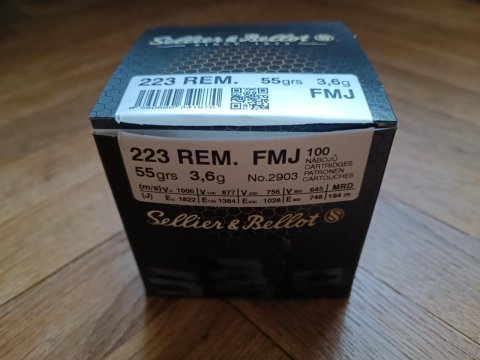 Sellier & Bellot S
SINCE 1825
223 REM. 55grs 3,6g
FMJ
223 REM. FMJ 100
NÁBOJŮ
CARTRIDGES
PATRONEN
CARTOUCHES
55grs 3,6g No.2903
(m/s) V0 1006 V100 877 V200 756 V300 645 MRD
(J) E0 1822 E100 1384 E200 1028 E300 748 194 m
Sellier & Bellot S